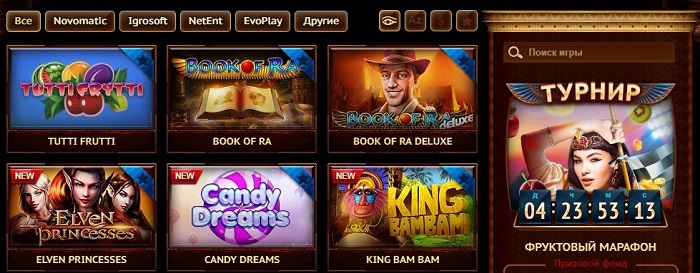 Все
Novomatic
Igrosoft
NetEnt
EvoPlay
Другие
Az
$
TUTTI FRYTTI
TUTTI FRUTTI
BOOK OF RA
BOOK OF RA
BOOK OF RA
deluxe
BOOK OF RA DELUXE
NEW
ELVEN
PRINCESSES
ELVEN PRINCESSES
NEW
Candy
Dreams
CANDY DREAMS
NEW
KING
BAMBAM
KING BAM BAM
Поиск игры
ТУРНИР
Д Ч М С
04 : 23 : 53 : 13
ФРУКТОВЫЙ МАРАФОН
Призовой фонд